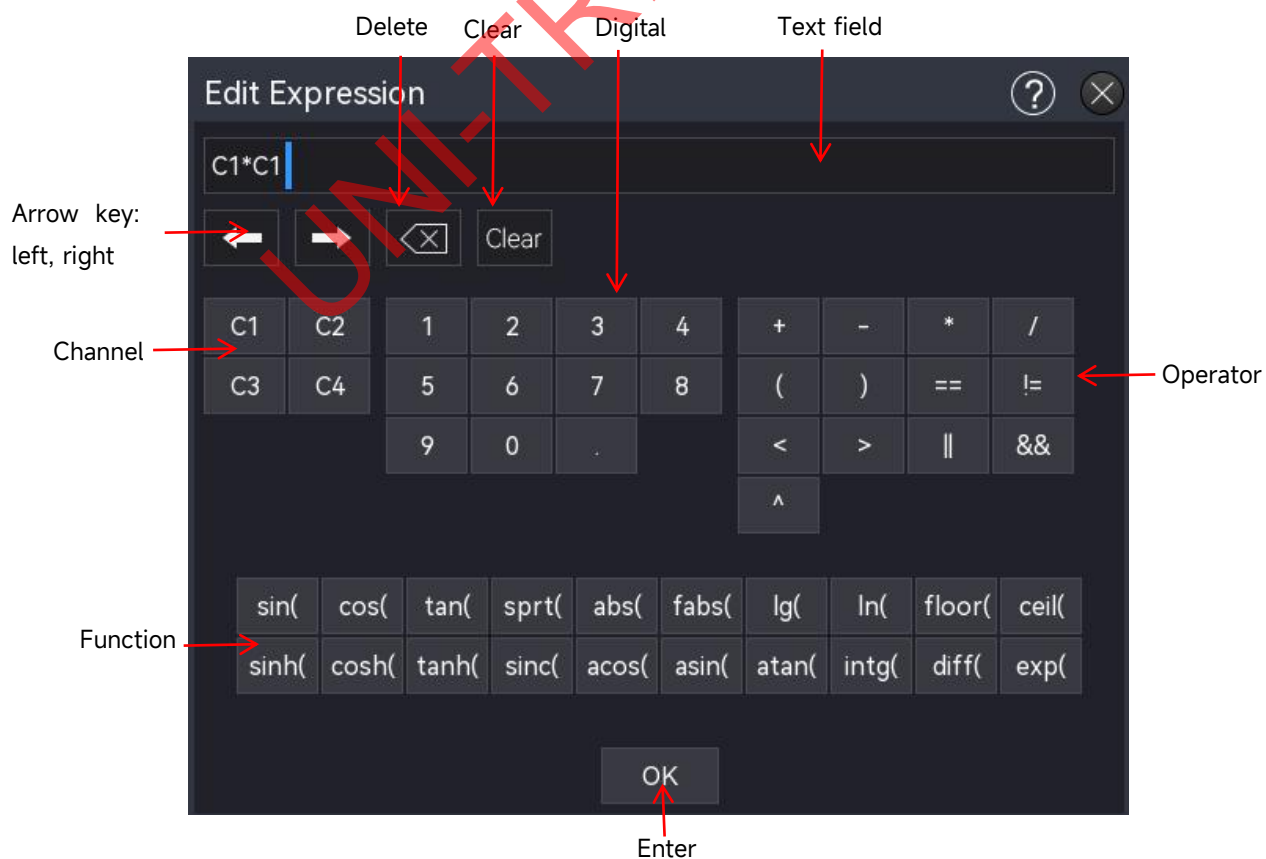 Delete Clear Digital Text field
Edit Expression ?
C1*C1
Arrow key:
left, right
Clear
C1 C2 1 2 3 4 + - * /
Channel
Operator
C3 C4 5 6 7 8 ( ) == !=
9 0 . < > || &&
^
sin( cos( tan( sprt( abs( fabs( lg( ln( floor( ceil(
Function
sinh( cosh( tanh( sinc( acos( asin( atan( intg( diff( exp(
OK
Enter
UNI-TR